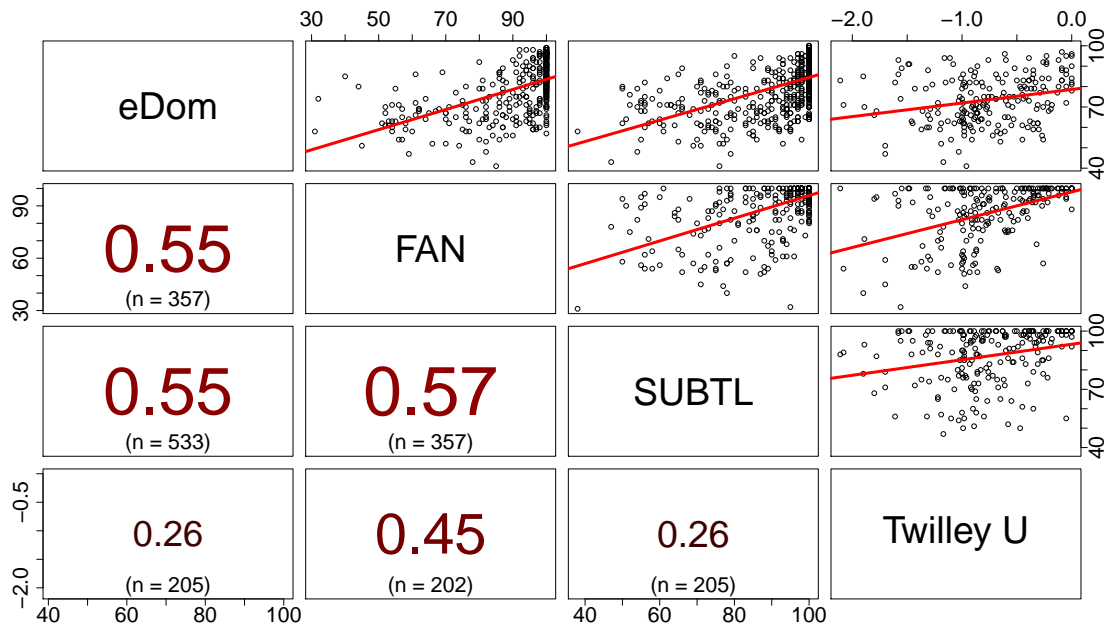 30 50 70 90
−2.0 −1.0 0.0
eDom
40 70 100
30 60 90
0.55
(n = 357)
FAN
0.55
(n = 533)
0.57
(n = 357)
SUBTL
40 70 100
−2.0 −0.5
0.26
(n = 205)
0.45
(n = 202)
0.26
(n = 205)
Twilley U
40 60 80 100
40 60 80 100